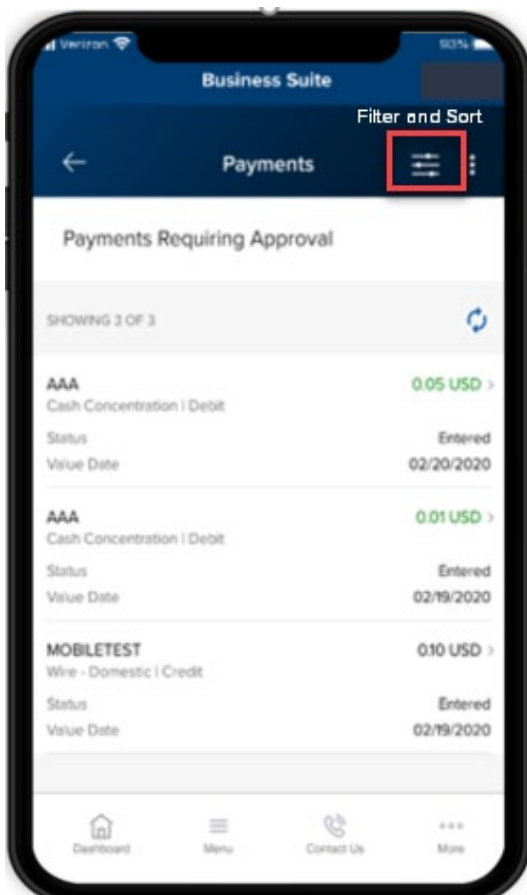 Verizon 93%
Business Suite
Filter and Sort
Payments
Payments Requiring Approval
SHOWING 3 OF 3
AAA 0.05 USD
Cash Concentration | Debit
Status Entered
Value Date 02/20/2020
AAA 0.01 USD
Cash Concentration | Debit
Status Entered
Value Date 02/19/2020
MOBILETEST 0.10 USD
Wire - Domestic | Credit
Status Entered
Value Date 02/19/2020
Dashboard Menu Contact Us More